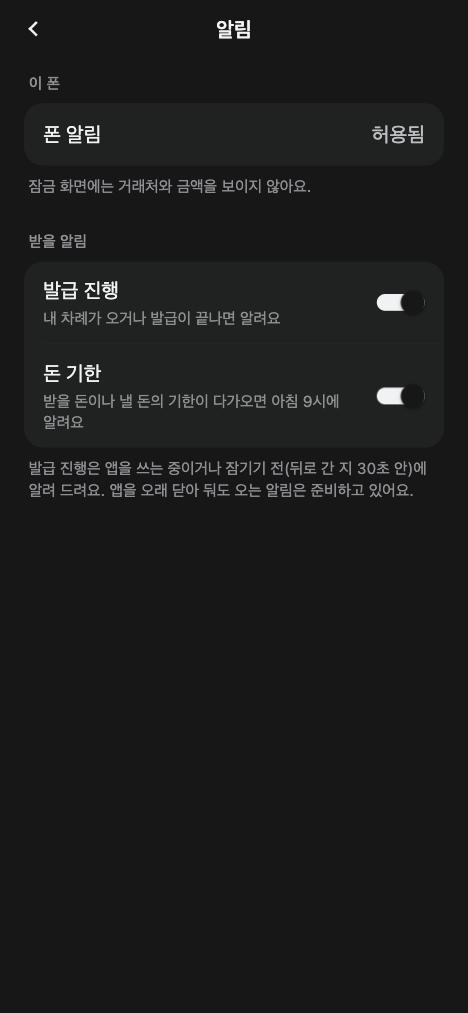 알림
이 폰
폰 알림 허용됨
잠금 화면에는 거래처와 금액을 보이지 않아요.
받을 알림
발급 진행
내 차례가 오거나 발급이 끝나면 알려요
돈 기한
받을 돈이나 낼 돈의 기한이 다가오면 아침 9시에
알려요
발급 진행은 앱을 쓰는 중이거나 잠기기 전(뒤로 간 지 30초 안)에
알려 드려요. 앱을 오래 닫아 둬도 오는 알림은 준비하고 있어요.